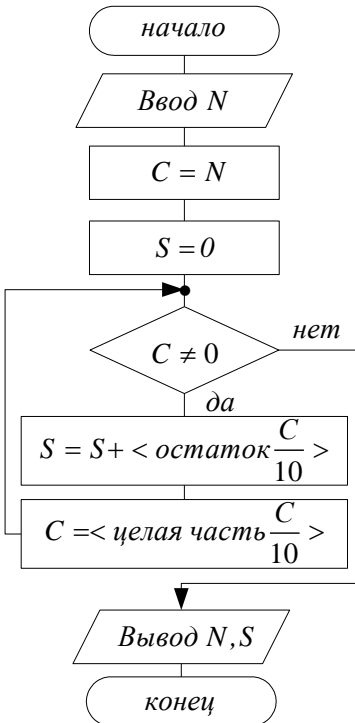 начало
Ввод N
C = N
S = 0
C ≠ 0
нет
да
S = S + < остаток C/10 >
C = < целая часть C/10 >
Вывод N, S
конец